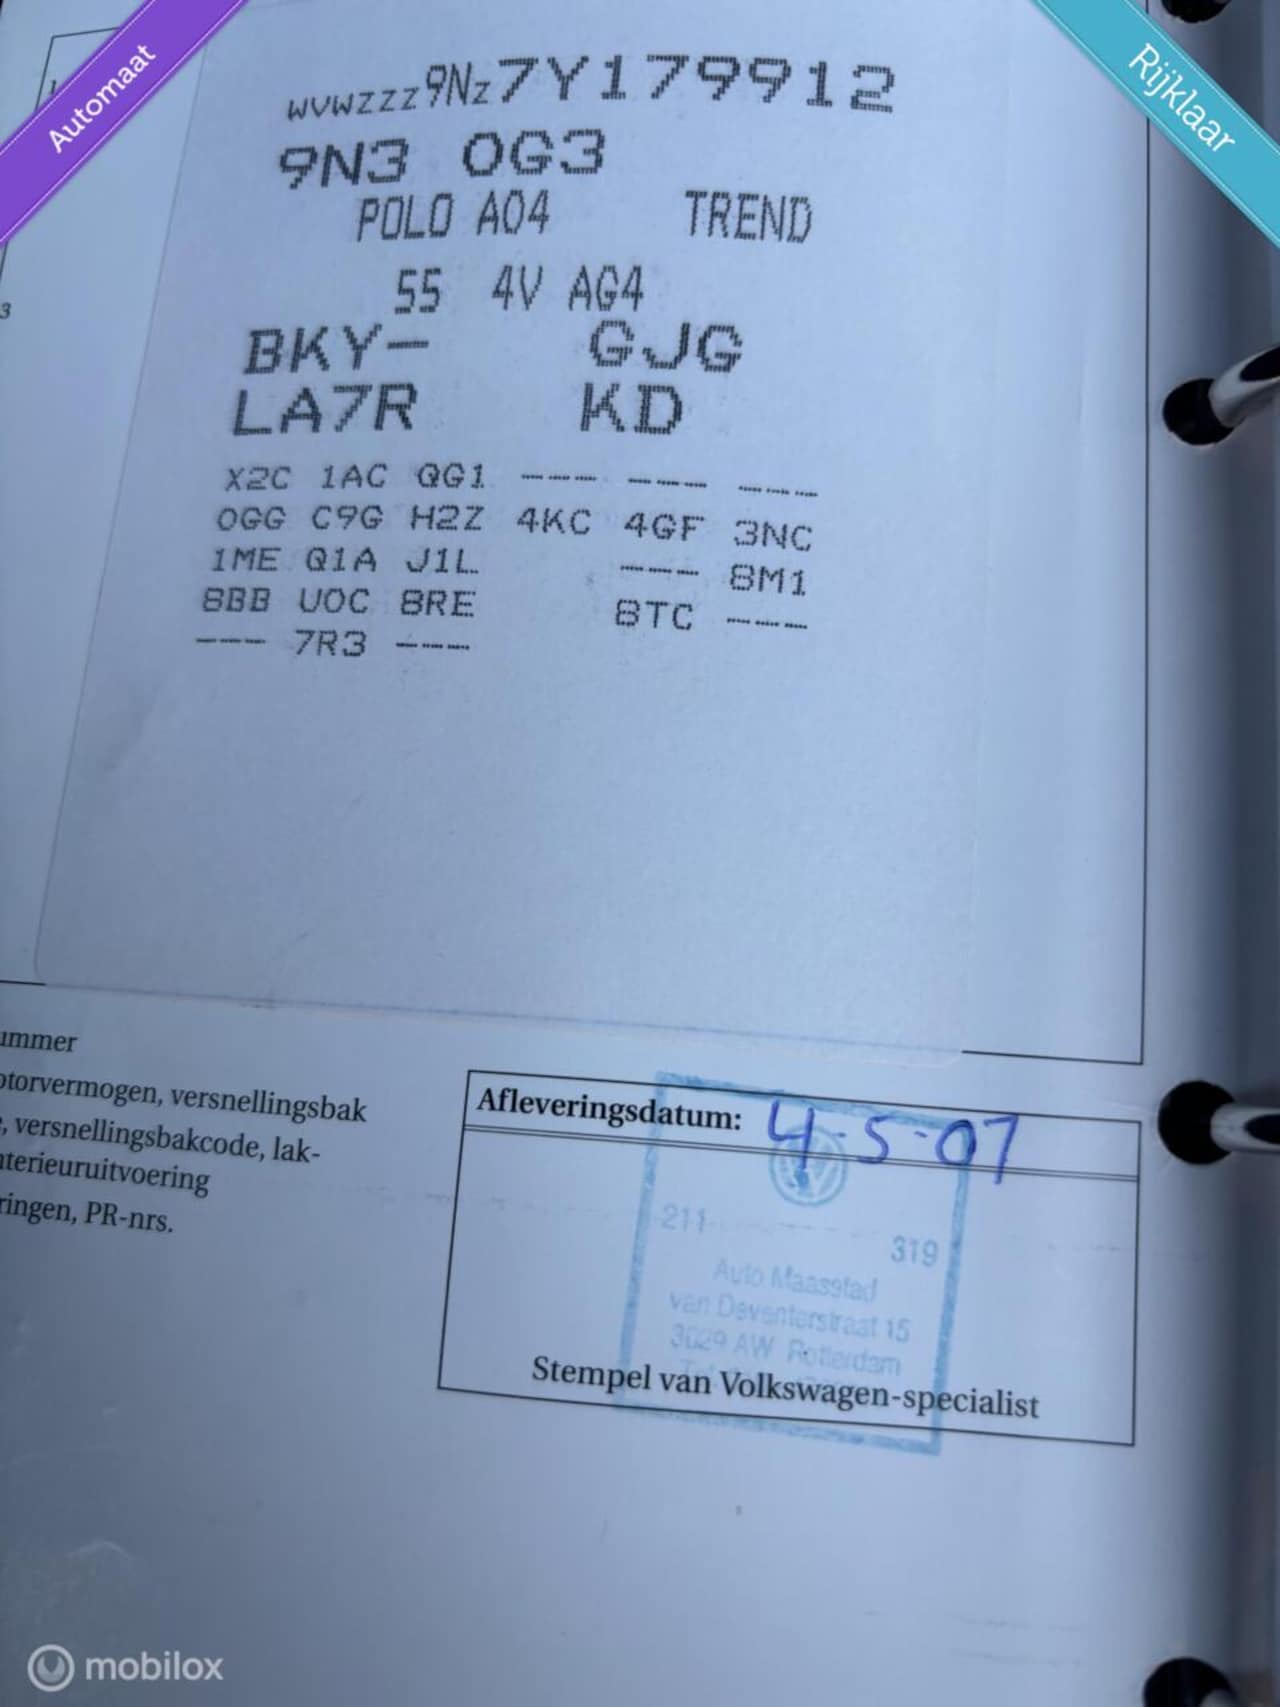 Automaat
Rijklaar
WVWZZZ9NZ7Y179912
9N3 0G3
POLO A04 TREND
55 4V AG4
BKY- GJG
LA7R KD
X2C 1AC QG1 --- --- ---
0GG C9G H2Z 4KC 4GF 3NC
1ME Q1A J1L --- 8M1
8BB U0C 8RE 8TC ---
--- 7R3 ---
3
ummer
otorvermogen, versnellingsbak
, versnellingsbakcode, lak-
nterieuruitvoering
ringen, PR-nrs.
Afleveringsdatum: 4-5-07
211 319
Auto Maasstad
van Deventerstraat 15
3029 AW Rotterdam
Stempel van Volkswagen-specialist
mobilox